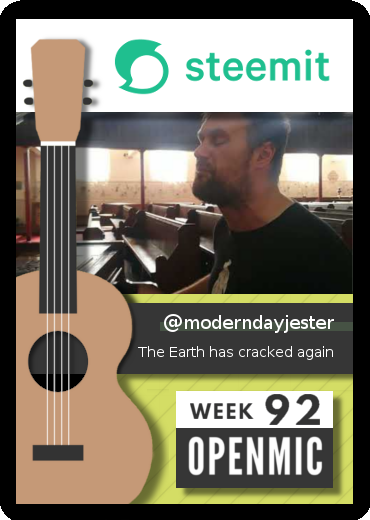 steemit
@moderndayjester
The Earth has cracked again
WEEK 92
OPENMIC